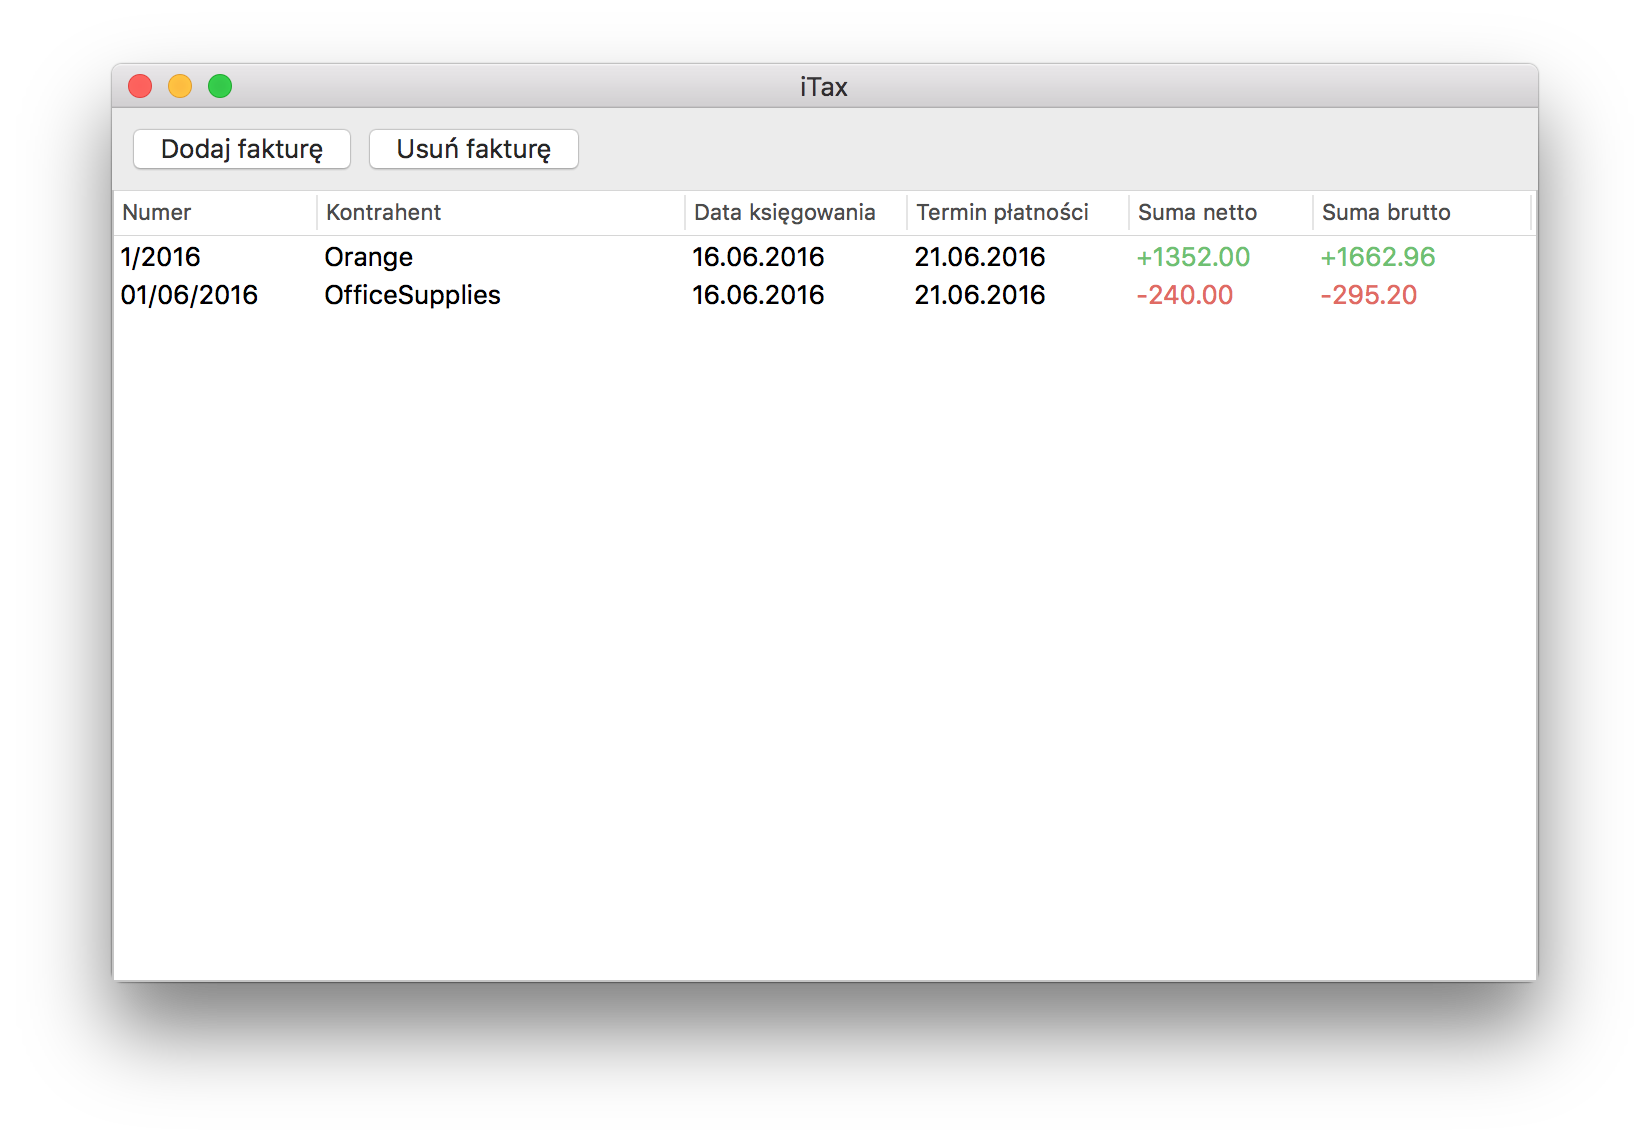 iTax
Dodaj fakturę Usuń fakturę
Numer Kontrahent Data księgowania Termin płatności Suma netto Suma brutto
1/2016 Orange 16.06.2016 21.06.2016 +1352.00 +1662.96
01/06/2016 OfficeSupplies 16.06.2016 21.06.2016 -240.00 -295.20